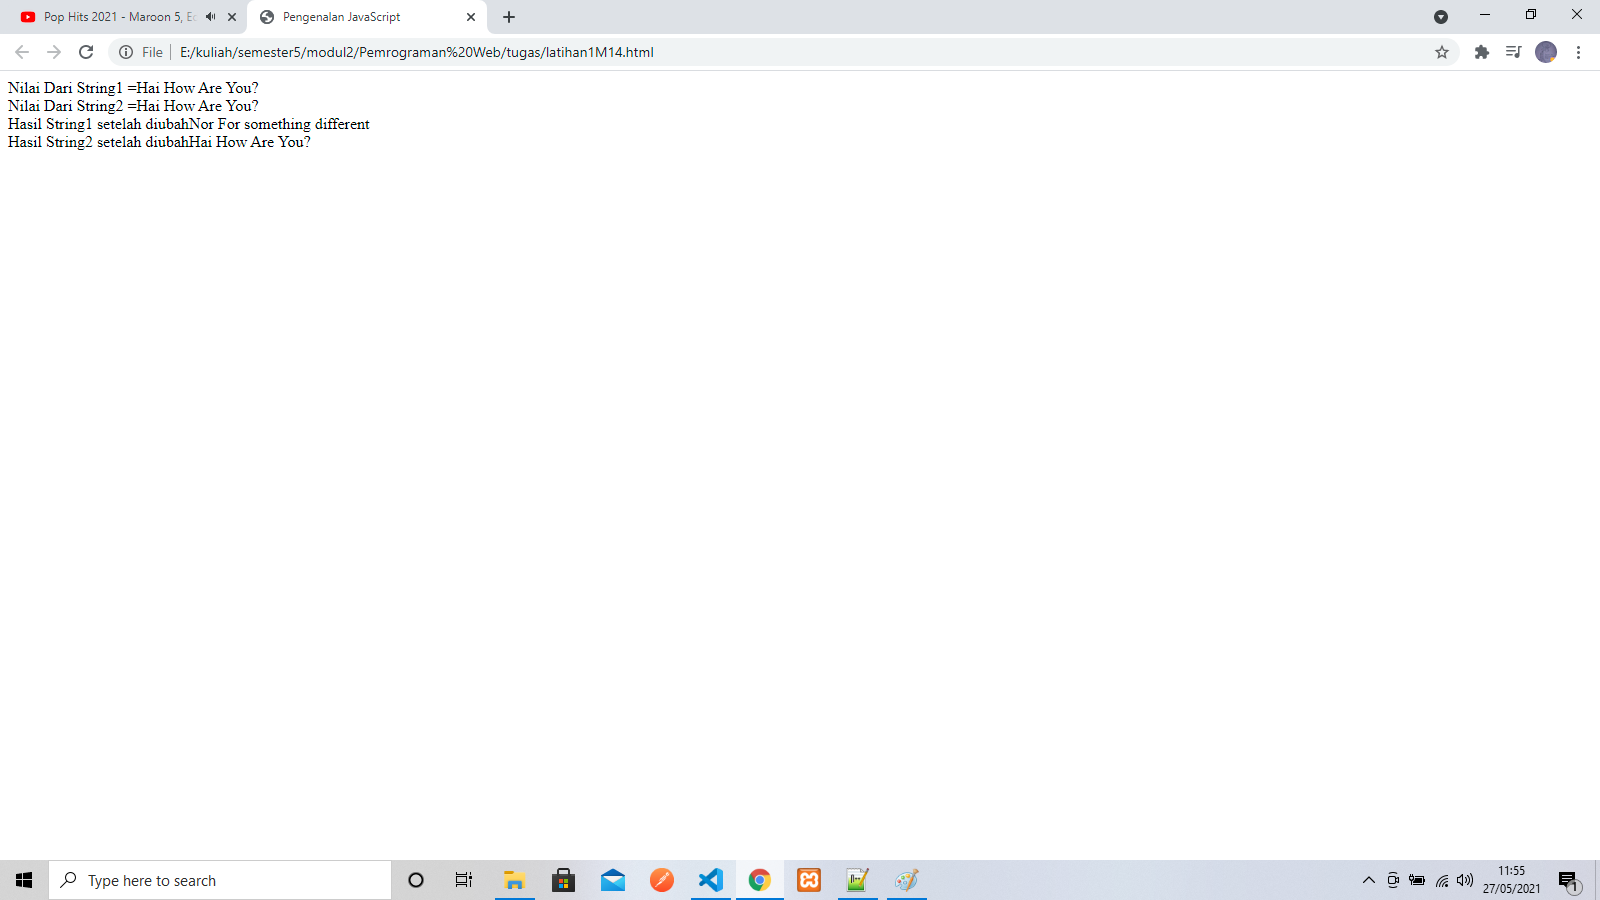 Pop Hits 2021 - Maroon 5, Ec
Pengenalan JavaScript
File
E:/kuliah/semester5/modul2/Pemrograman%20Web/tugas/latihan1M14.html
Nilai Dari String1 =Hai How Are You?
Nilai Dari String2 =Hai How Are You?
Hasil String1 setelah diubahNor For something different
Hasil String2 setelah diubahHai How Are You?
Type here to search
11:55
27/05/2021
1